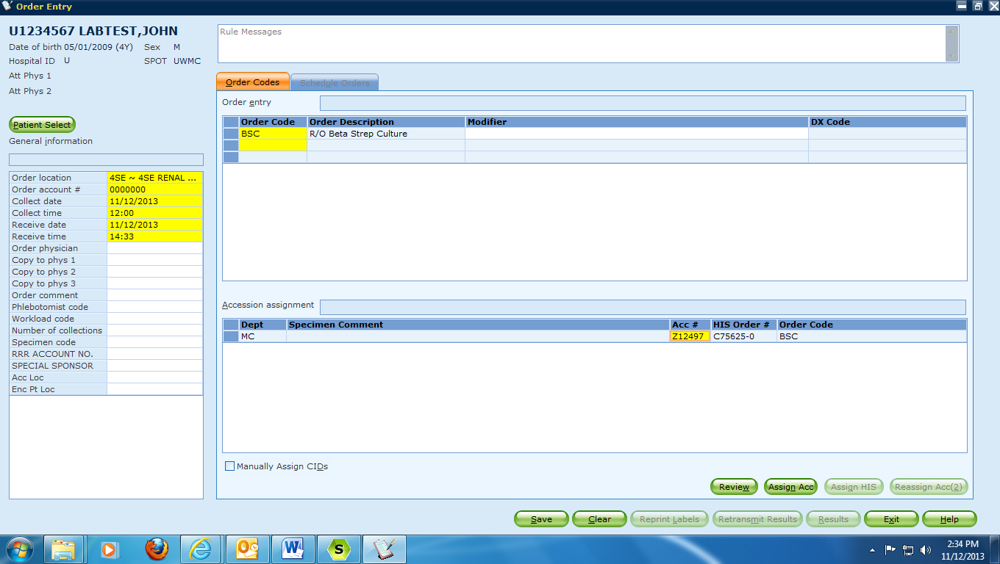 Order Entry
U1234567 LABTEST,JOHN
Date of birth 05/01/2009 (4Y) Sex M
Hospital ID U SPOT UWMC
Att Phys 1
Att Phys 2
Patient Select
General information
Order location 4SE ~ 4SE RENAL ...
Order account # 0000000
Collect date 11/12/2013
Collect time 12:00
Receive date 11/12/2013
Receive time 14:33
Order physician
Copy to phys 1
Copy to phys 2
Copy to phys 3
Order comment
Phlebotomist code
Workload code
Number of collections
Specimen code
RRR ACCOUNT NO.
SPECIAL SPONSOR
Acc Loc
Enc Pt Loc
Rule Messages
Order Codes Schedule Orders
Order entry
Order Code Order Description Modifier DX Code
BSC R/O Beta Strep Culture
Accession assignment
Dept Specimen Comment Acc # HIS Order # Order Code
MC Z12497 C75625-0 BSC
Manually Assign CIDs
Review Assign Acc Assign HIS Reassign Acc(2)
Save Clear Reprint Labels Retransmit Results Results Exit Help
2:34 PM
11/12/2013